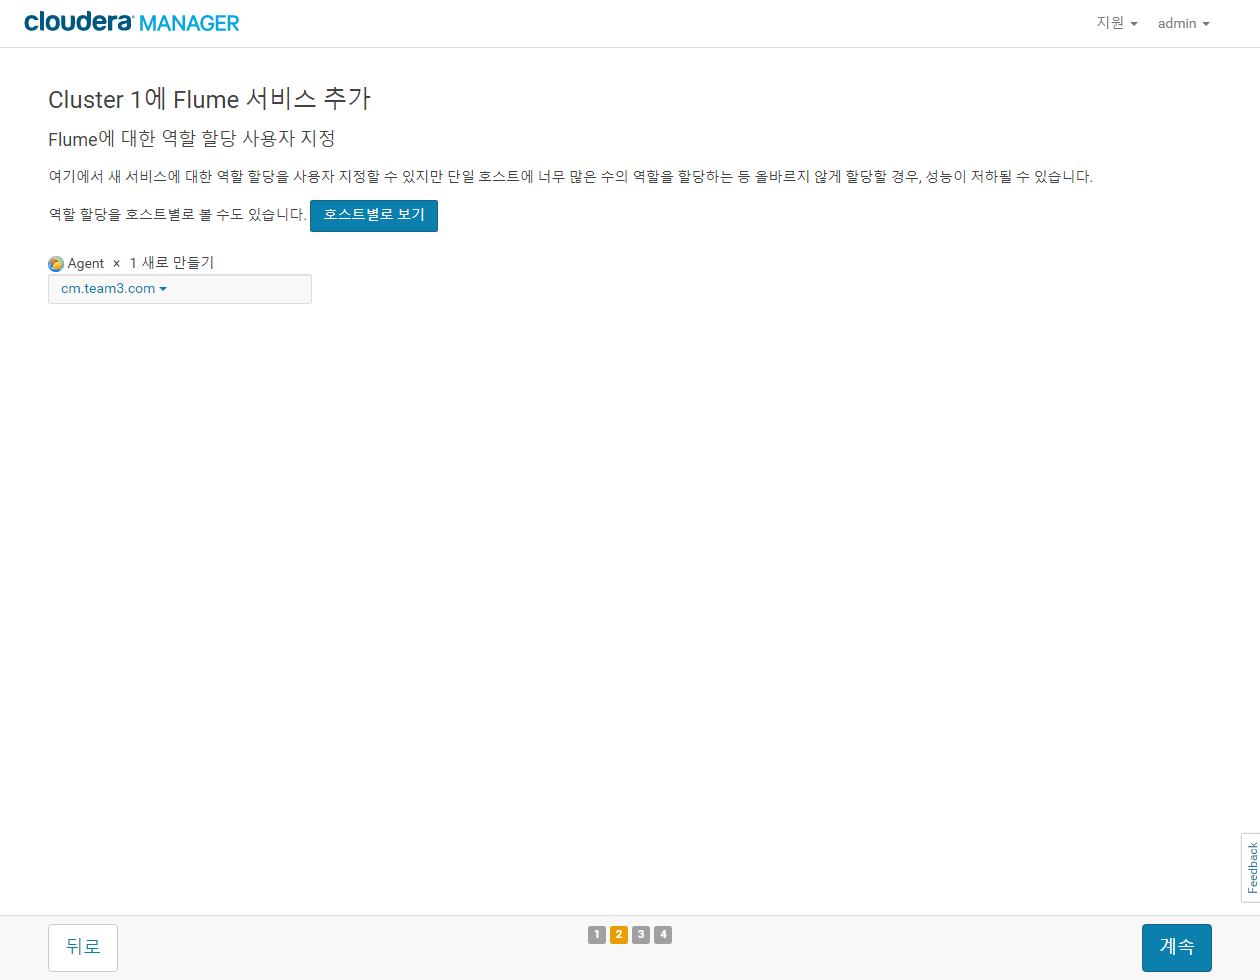 cloudera MANAGER
지원 admin
Cluster 1에 Flume 서비스 추가
Flume에 대한 역할 할당 사용자 지정
여기에서 새 서비스에 대한 역할 할당을 사용자 지정할 수 있지만 단일 호스트에 너무 많은 수의 역할을 할당하는 등 올바르지 않게 할당할 경우, 성능이 저하될 수 있습니다.
역할 할당을 호스트별로 볼 수도 있습니다. 호스트별로 보기
Agent × 1 새로 만들기
cm.team3.com
Feedback
뒤로 1 2 3 4 계속